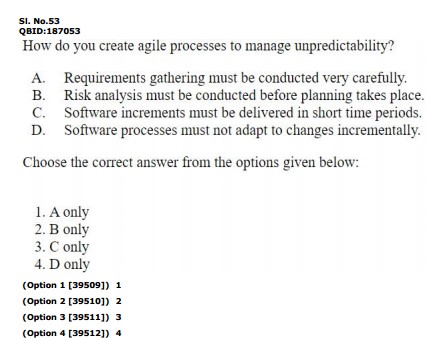 Sl. No.53
QBID:187053
How do you create agile processes to manage unpredictability?
A. Requirements gathering must be conducted very carefully.
B. Risk analysis must be conducted before planning takes place.
C. Software increments must be delivered in short time periods.
D. Software processes must not adapt to changes incrementally.
Choose the correct answer from the options given below:
1. A only
2. B only
3. C only
4. D only
(Option 1 [39509]) 1
(Option 2 [39510]) 2
(Option 3 [39511]) 3
(Option 4 [39512]) 4